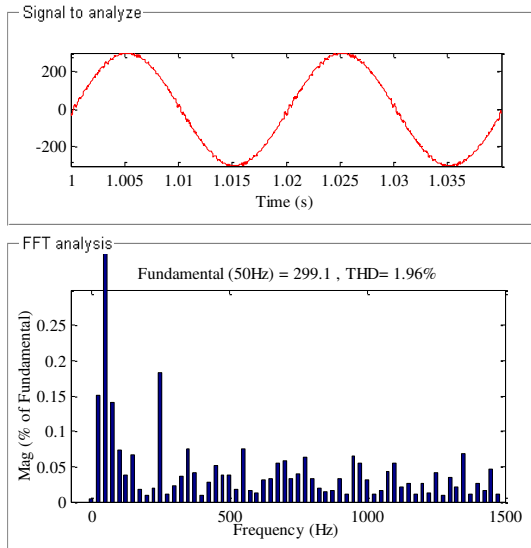 Signal to analyze
200
0
-200
1 1.005 1.01 1.015 1.02 1.025 1.03 1.035
Time (s)
FFT analysis
Fundamental (50Hz) = 299.1 , THD= 1.96%
Mag (% of Fundamental)
0.25
0.2
0.15
0.1
0.05
0
0 500 1000 1500
Frequency (Hz)